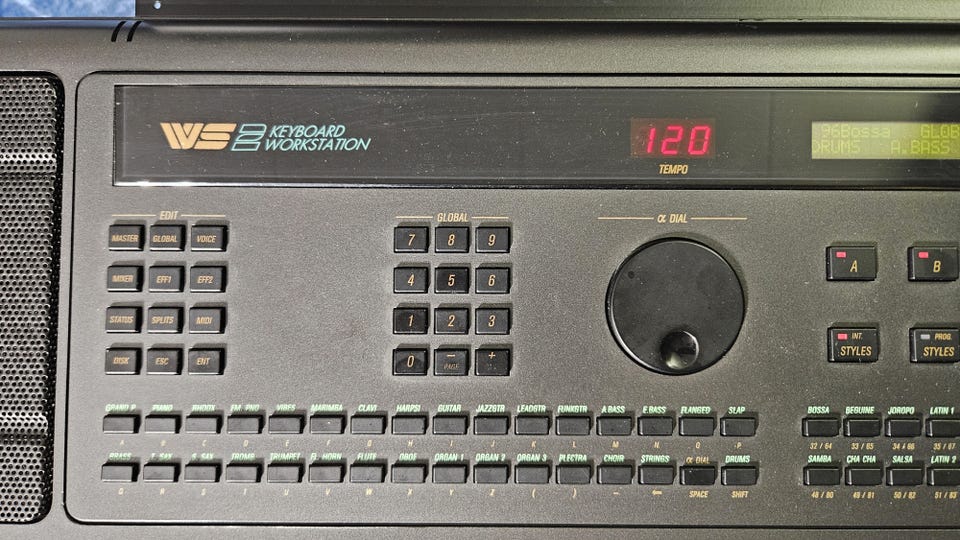 WS2 KEYBOARD
WORKSTATION
120
TEMPO
96Bossa GLOB
DRUMS A.BASS
EDIT
MASTER GLOBAL VOICE
MIXER EFF1 EFF2
STATUS SPLITS MIDI
DISK ESC ENT
GLOBAL
7 8 9
4 5 6
1 2 3
0 - +
PAGE
α DIAL
A B
INT. PROG.
STYLES STYLES
GRAND P PIANO RHODX FM. PNO VIBES MARIMBA CLAVI HARPSI GUITAR JAZZGTR LEADGTR FUNKGTR A.BASS E.BASS FLANGED SLAP
A B C D E F G H I J K L M N O P
BRASS T. SAX S. SAX TROMB TRUMPET FL. HORN FLUTE OBOE ORGAN 1 ORGAN 2 ORGAN 3 PLECTRA CHOIR STRINGS α DIAL DRUMS
Q R S T U V W X Y Z ( ) - ← SPACE SHIFT
BOSSA BEGUINE JOROPO LATIN 1
32 / 64 33 / 65 34 / 66 35 / 67
SAMBA CHA CHA SALSA LATIN 2
48 / 80 49 / 81 50 / 82 51 / 83